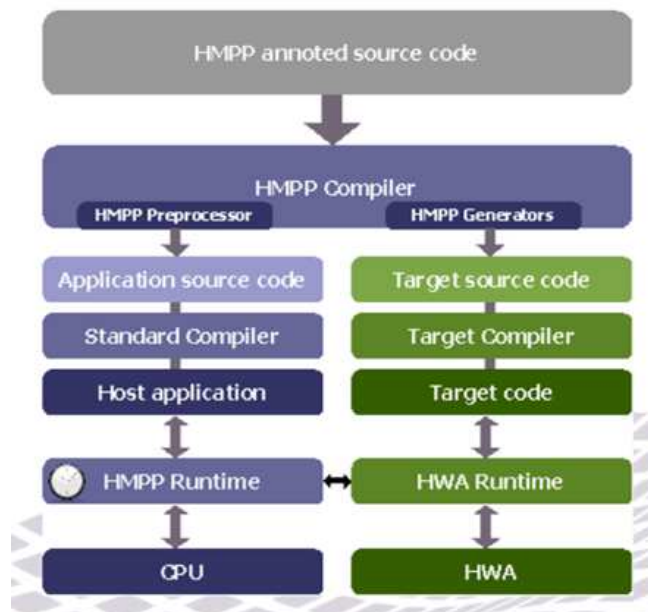 HMPP annoted source code
HMPP Compiler
HMPP Preprocessor
HMPP Generators
Application source code
Target source code
Standard Compiler
Target Compiler
Host application
Target code
HMPP Runtime
HWA Runtime
CPU
HWA